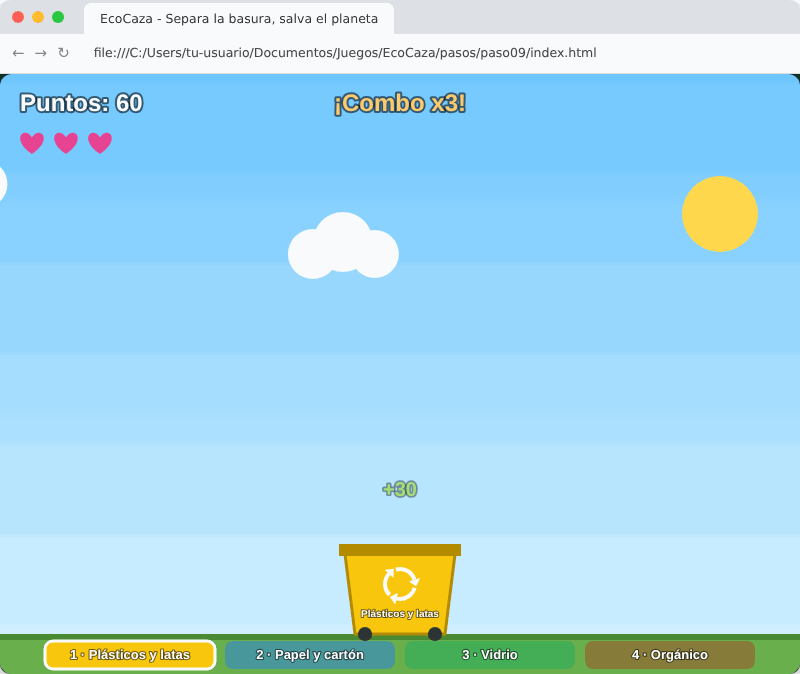 EcoCaza - Separa la basura, salva el planeta
file:///C:/Users/tu-usuario/Documentos/Juegos/EcoCaza/pasos/paso09/index.html
Puntos: 60
¡Combo x3!
+30
Plásticos y latas
1 · Plásticos y latas
2 · Papel y cartón
3 · Vidrio
4 · Orgánico